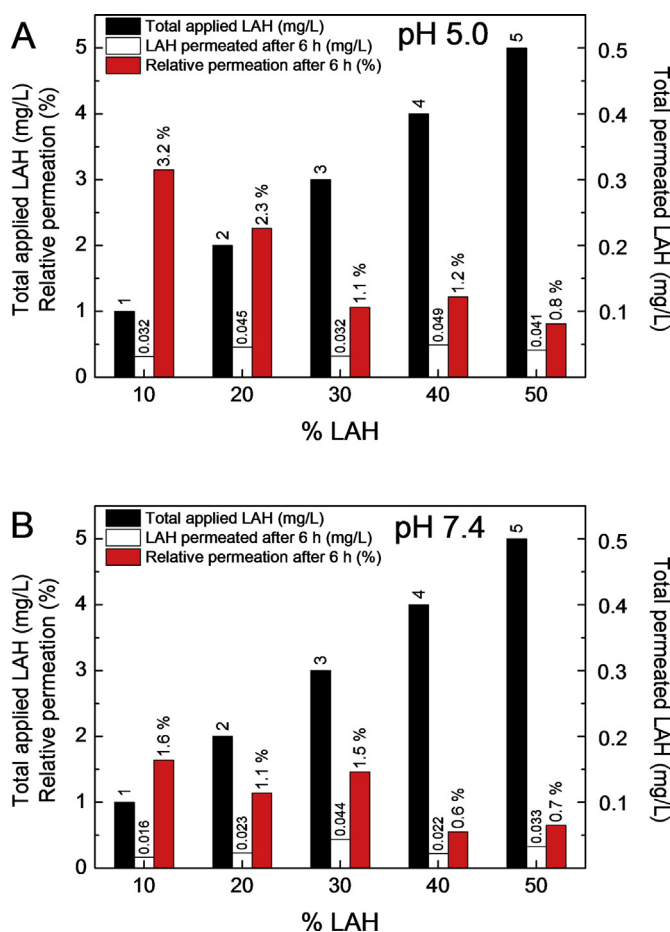 A
Total applied LAH (mg/L)
LAH permeated after 6 h (mg/L)
Relative permeation after 6 h (%)
pH 5.0
Total applied LAH (mg/L)
Relative permeation (%)
5
4
3
2
1
0
0.5
0.4
0.3
0.2
0.1
Total permeated LAH (mg/L)
1
0.032
3.2 %
2
0.045
2.3 %
3
0.032
1.1 %
4
0.049
1.2 %
5
0.041
0.8 %
10 20 30 40 50
% LAH
B
Total applied LAH (mg/L)
LAH permeated after 6 h (mg/L)
Relative permeation after 6 h (%)
pH 7.4
Total applied LAH (mg/L)
Relative permeation (%)
5
4
3
2
1
0
0.5
0.4
0.3
0.2
0.1
Total permeated LAH (mg/L)
1
0.016
1.6 %
2
0.023
1.1 %
3
0.044
1.5 %
4
0.022
0.6 %
5
0.033
0.7 %
10 20 30 40 50
% LAH